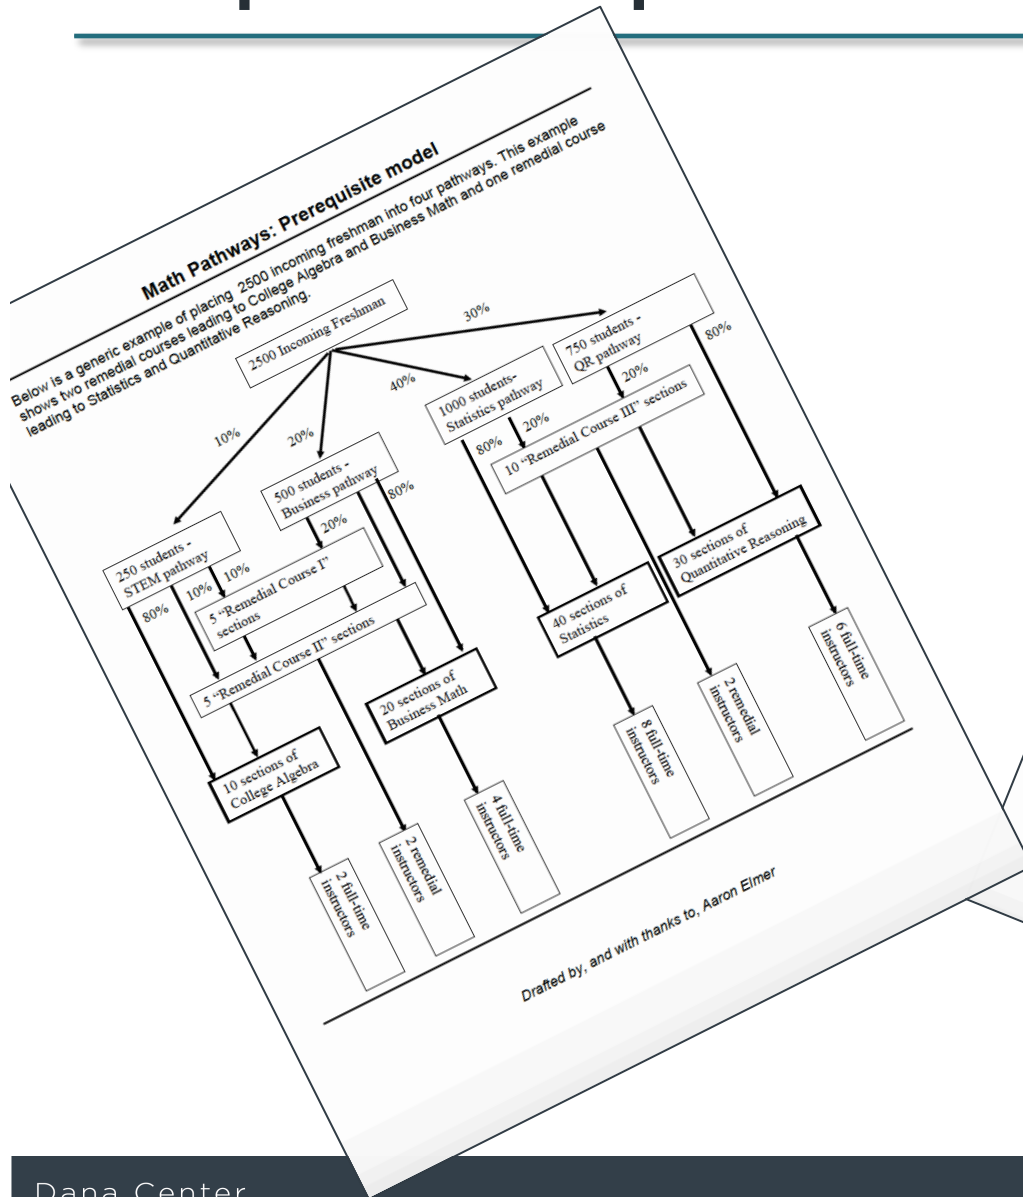 Math Pathways: Prerequisite model
Below is a generic example of placing 2500 incoming freshman into four pathways. This example
shows two remedial courses leading to College Algebra and Business Math and one remedial course
leading to Statistics and Quantitative Reasoning.
2500 Incoming Freshman
10%
20%
40%
30%
250 students -
STEM pathway
500 students -
Business pathway
1000 students-
Statistics pathway
750 students -
QR pathway
80%
10%
10%
20%
80%
80%
20%
20%
80%
5 “Remedial Course I”
sections
5 “Remedial Course II” sections
10 “Remedial Course III” sections
10 sections of
College Algebra
20 sections of
Business Math
40 sections of
Statistics
30 sections of
Quantitative Reasoning
2 full-time
instructors
2 remedial
instructors
4 full-time
instructors
8 full-time
instructors
2 remedial
instructors
6 full-time
instructors
Drafted by, and with thanks to, Aaron Elmer
Dana Center